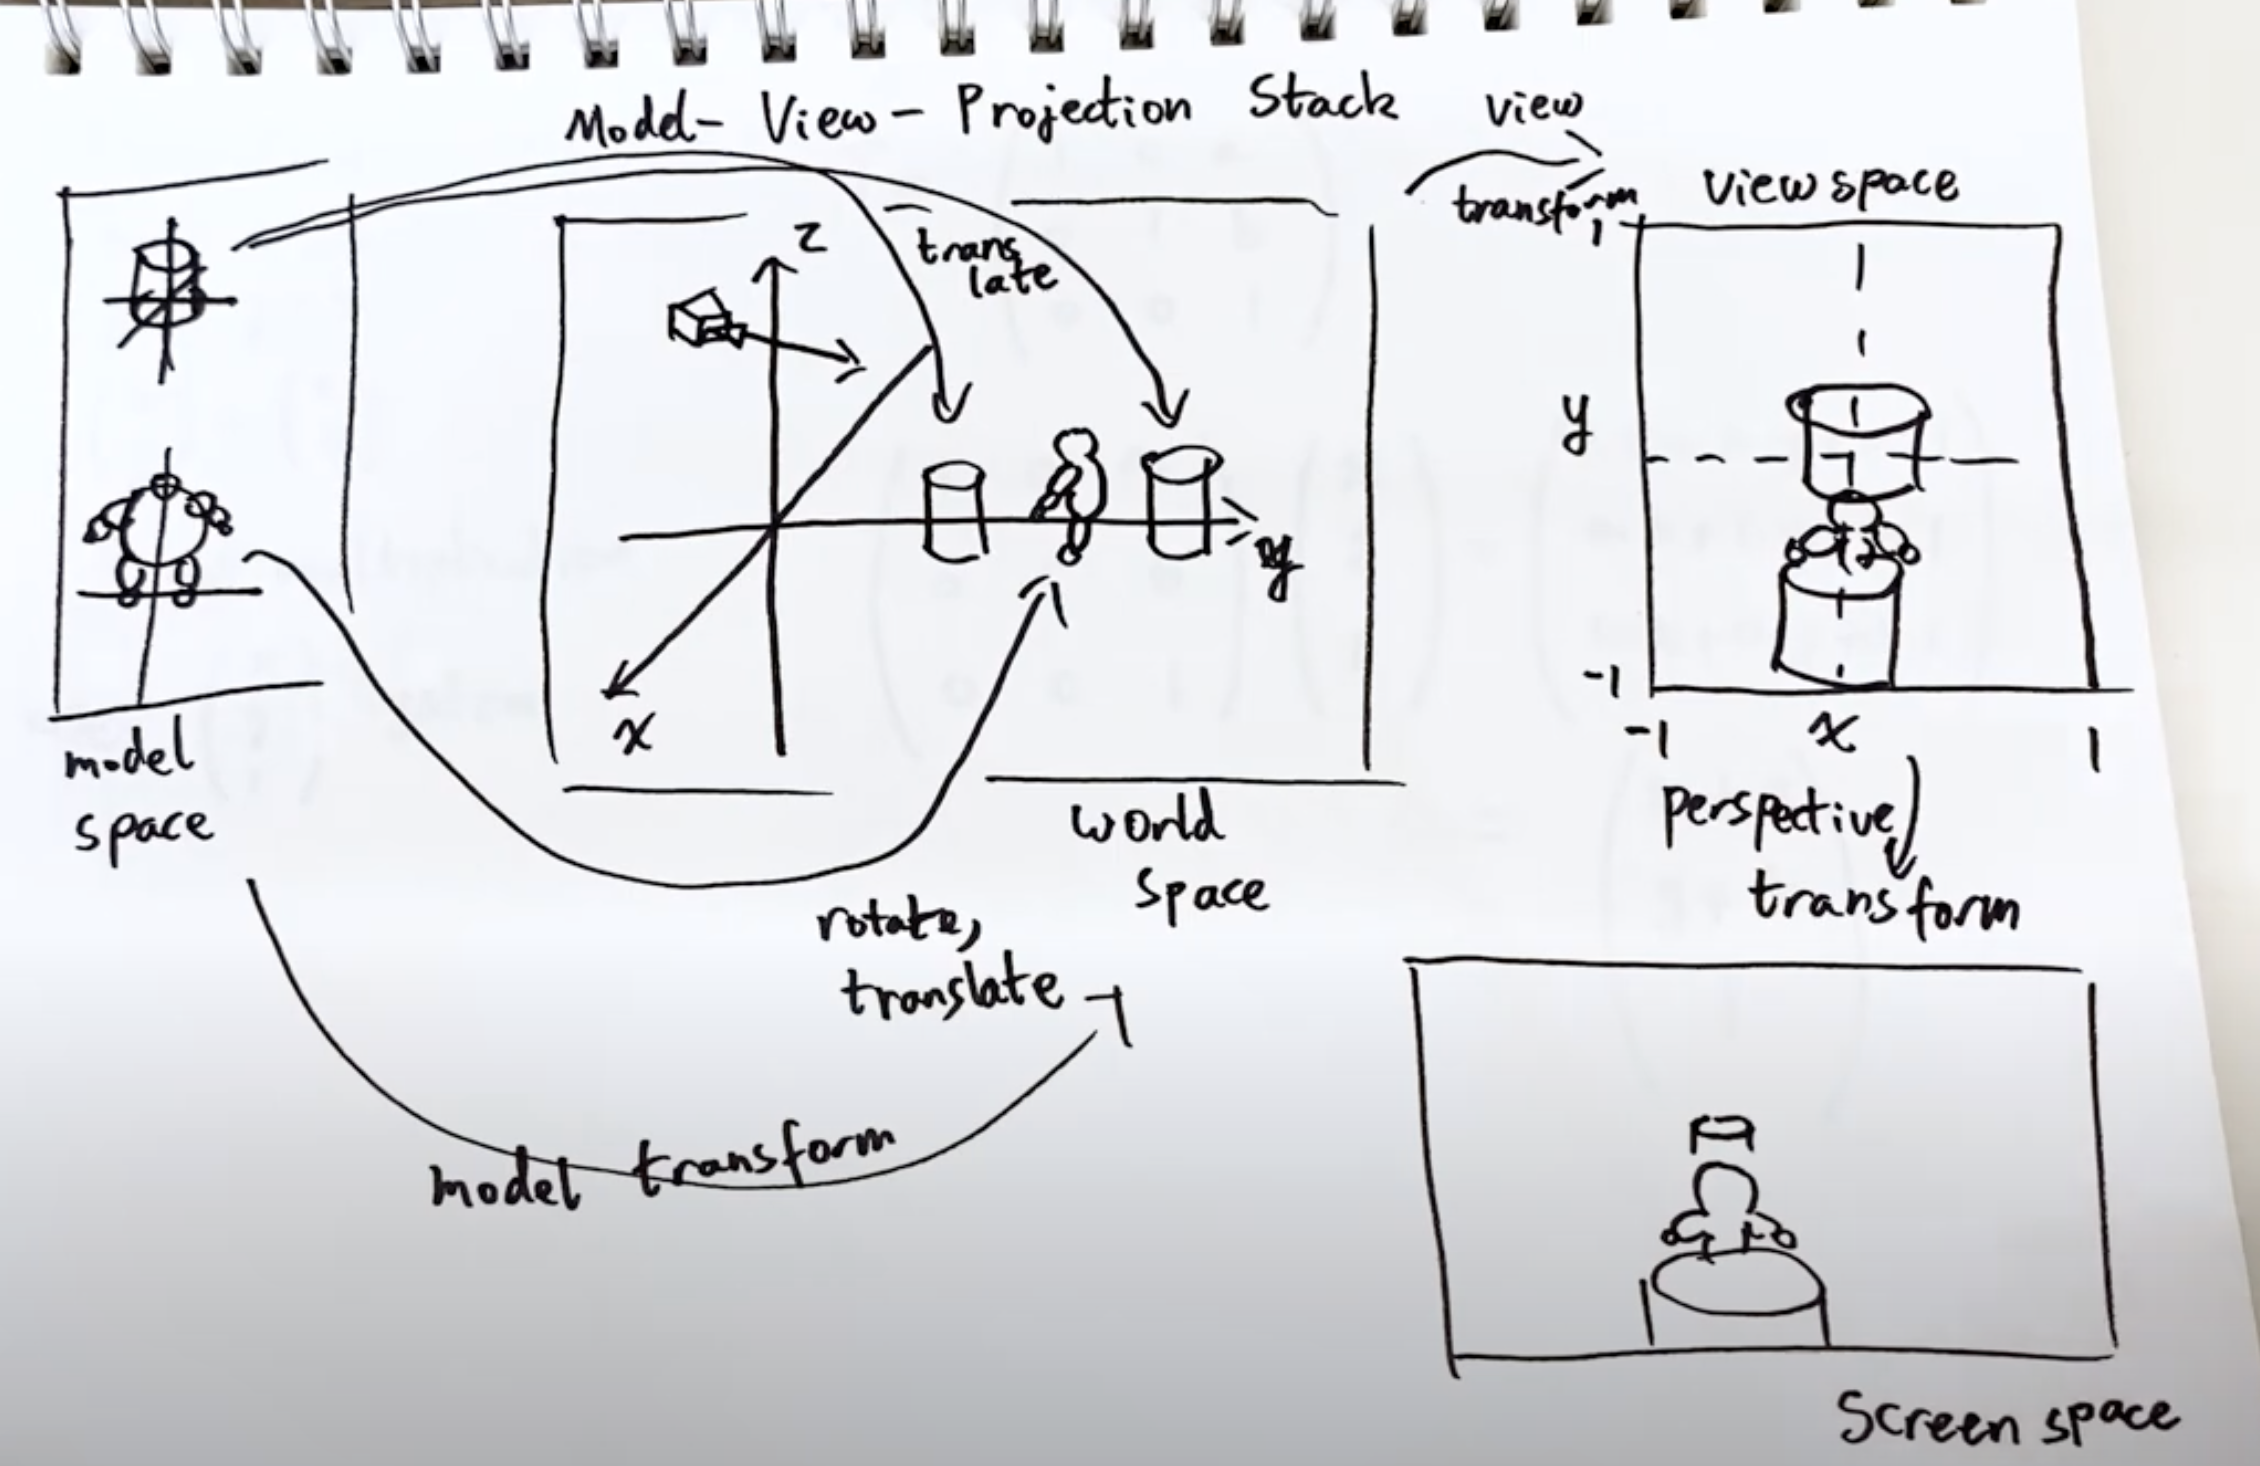 Model- View- Projection Stack
view
transform
view space
z
trans
late
1
y
y
-1
x
-1
x
1
model
space
world
space
perspective
transform
rotate,
translate
model transform
Screen space